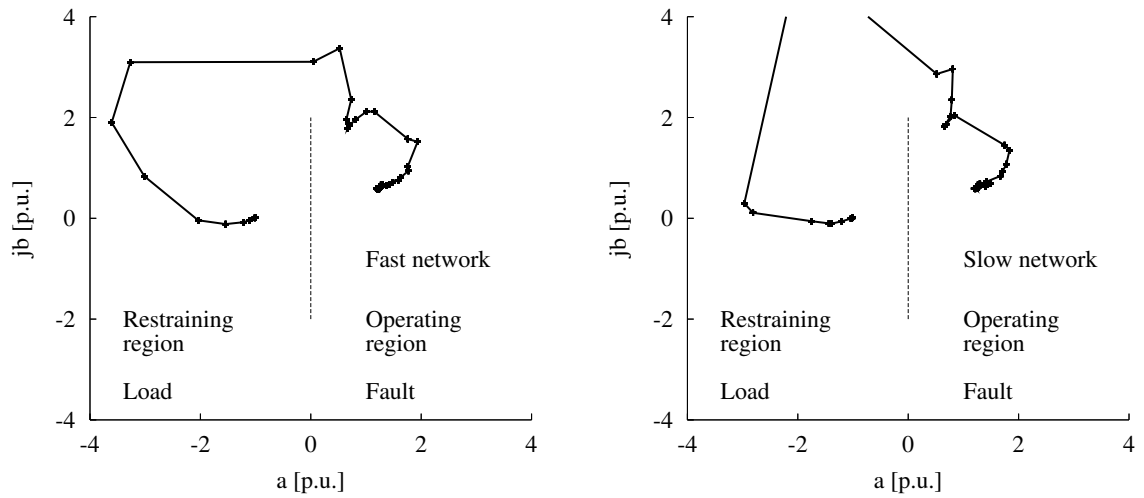 4
2
0
-2
-4
-4
-2
0
2
4
jb [p.u.]
a [p.u.]
Fast network
Restraining
region
Operating
region
Load
Fault
4
2
0
-2
-4
-4
-2
0
2
4
jb [p.u.]
a [p.u.]
Slow network
Restraining
region
Operating
region
Load
Fault